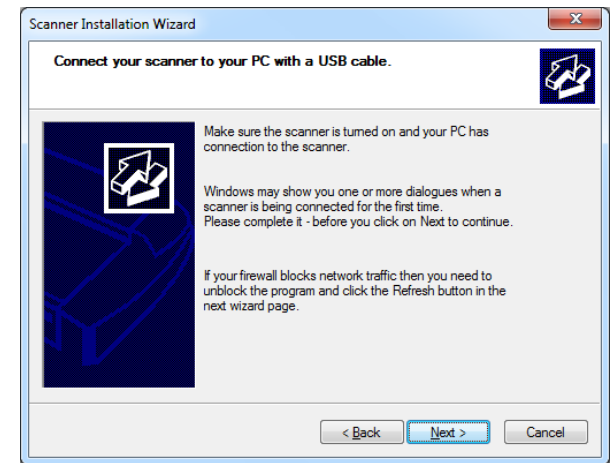 Scanner Installation Wizard
Connect your scanner to your PC with a USB cable.
Make sure the scanner is turned on and your PC has
connection to the scanner.
Windows may show you one or more dialogues when a
scanner is being connected for the first time.
Please complete it - before you click on Next to continue.
If your firewall blocks network traffic then you need to
unblock the program and click the Refresh button in the
next wizard page.
< Back
Next >
Cancel